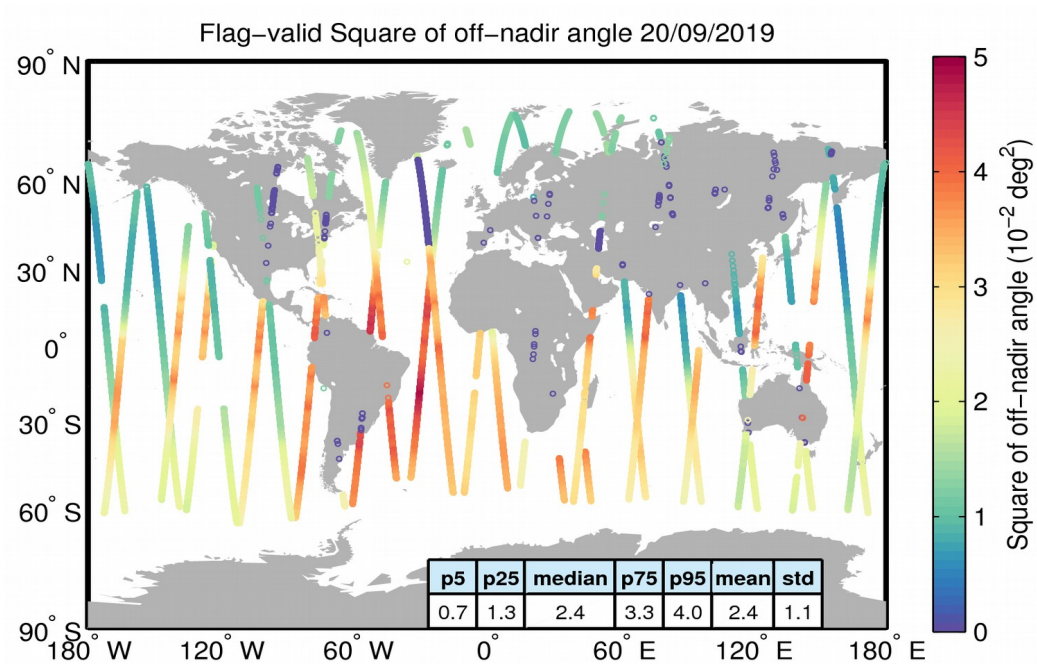 Flag−valid Square of off−nadir angle 20/09/2019
90° N
60° N
30° N
0°
30° S
60° S
90° S
180° W
120° W
60° W
0°
60° E
120° E
180° E
p5 p25 median p75 p95 mean std
0.7 1.3 2.4 3.3 4.0 2.4 1.1
5
4
3
2
1
0
Square of off−nadir angle (10⁻² deg²)